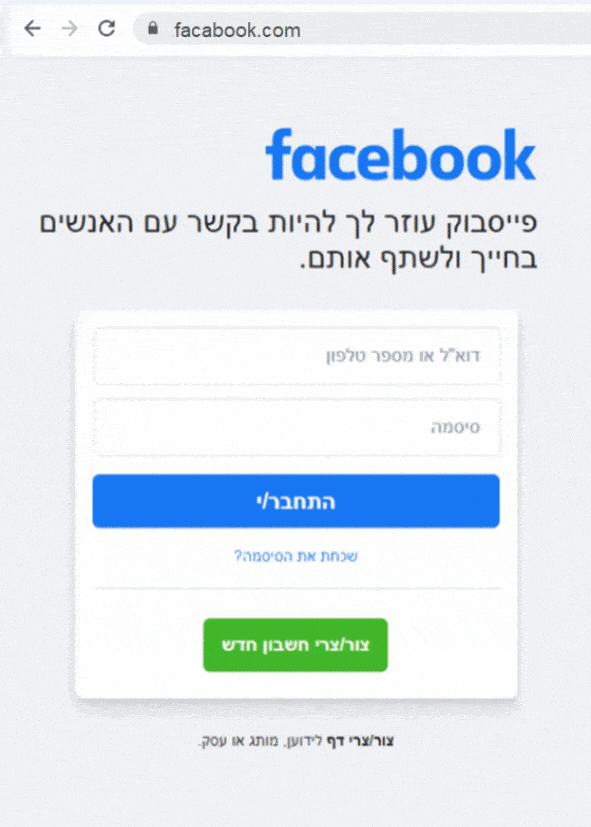 facabook.com
facebook
פייסבוק עוזר לך להיות בקשר עם האנשים
בחייך ולשתף אותם.
דוא"ל או מספר טלפון
סיסמה
התחבר/י
שכחת את הסיסמה?
צור/צרי חשבון חדש
צור/צרי דף לידוען, מותג או עסק.